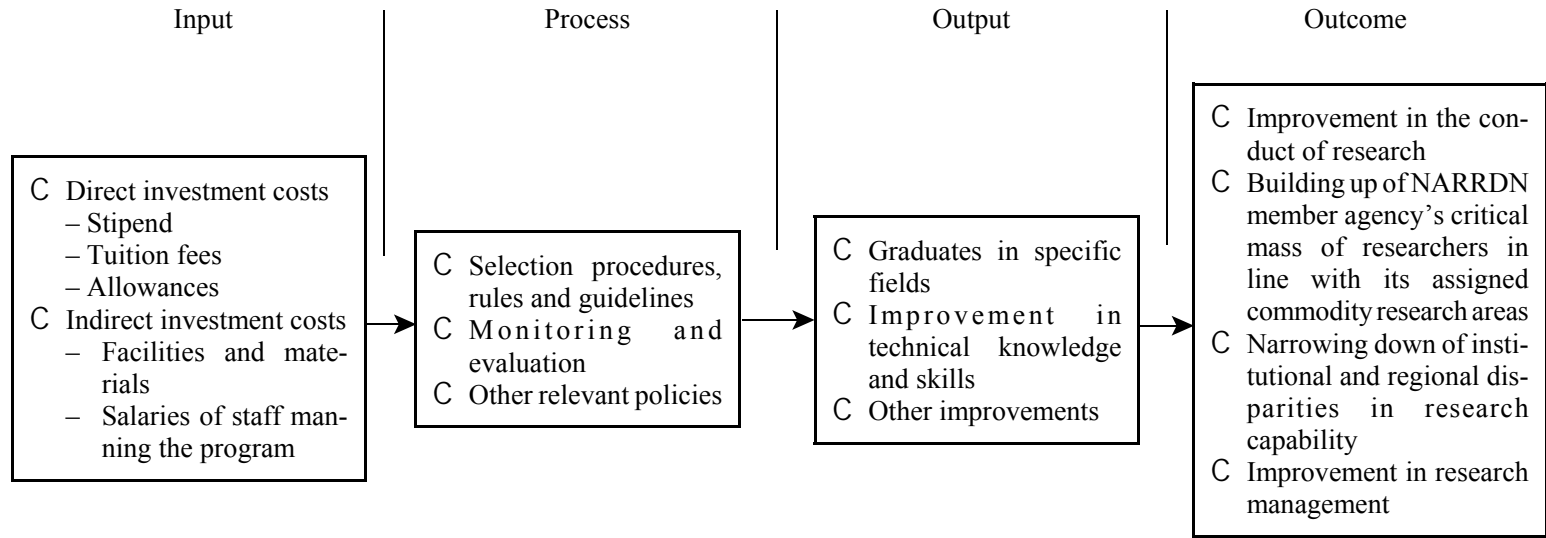 Input
Process
Output
Outcome
C Direct investment costs
– Stipend
– Tuition fees
– Allowances
C Indirect investment costs
– Facilities and mate-
rials
– Salaries of staff man-
ning the program
C Selection procedures,
rules and guidelines
C Monitoring and
evaluation
C Other relevant policies
C Graduates in specific
fields
C Improvement in
technical knowledge
and skills
C Other improvements
C Improvement in the con-
duct of research
C Building up of NARRDN
member agency’s critical
mass of researchers in
line with its assigned
commodity research areas
C Narrowing down of insti-
tutional and regional dis-
parities in research
capability
C Improvement in research
management